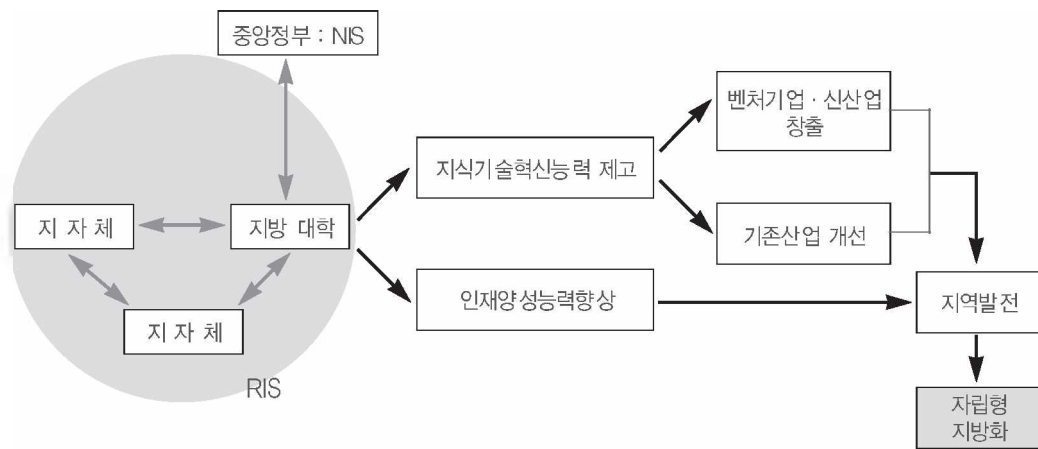 중앙정부 : NIS
벤처기업 · 신산업
창출
지식기술혁신능력 제고
지 자 체
지방 대학
기존산업 개선
인재양성능력향상
지역발전
지 자 체
RIS
자립형
지방화